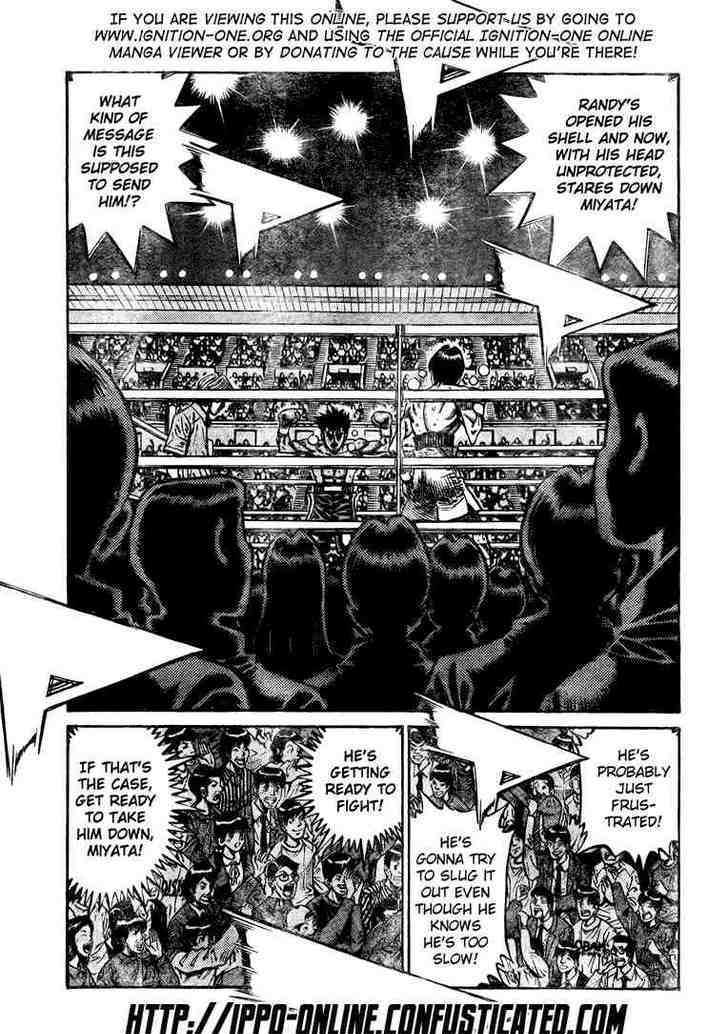 IF YOU ARE VIEWING THIS ONLINE, PLEASE SUPPORT US BY GOING TO
WWW.IGNITION-ONE.ORG AND USING THE OFFICIAL IGNITION-ONE ONLINE
MANGA VIEWER OR BY DONATING TO THE CAUSE WHILE YOU'RE THERE!
RANDY'S
OPENED HIS
SHELL AND NOW,
WITH HIS HEAD
UNPROTECTED,
STARES DOWN
MIYATA!
WHAT
KIND OF
MESSAGE
IS THIS
SUPPOSED
TO SEND
HIM!?
HE'S
PROBABLY
JUST
FRUS-
TRATED!
HE'S
GONNA TRY
TO SLUG IT
OUT EVEN
THOUGH HE
KNOWS
HE'S TOO
SLOW!
HE'S
GETTING
READY TO
FIGHT!
IF THAT'S
THE CASE,
GET READY
TO TAKE
HIM DOWN,
MIYATA!
HTTP://IPPO-ONLINE.CONFUSTICATED.COM